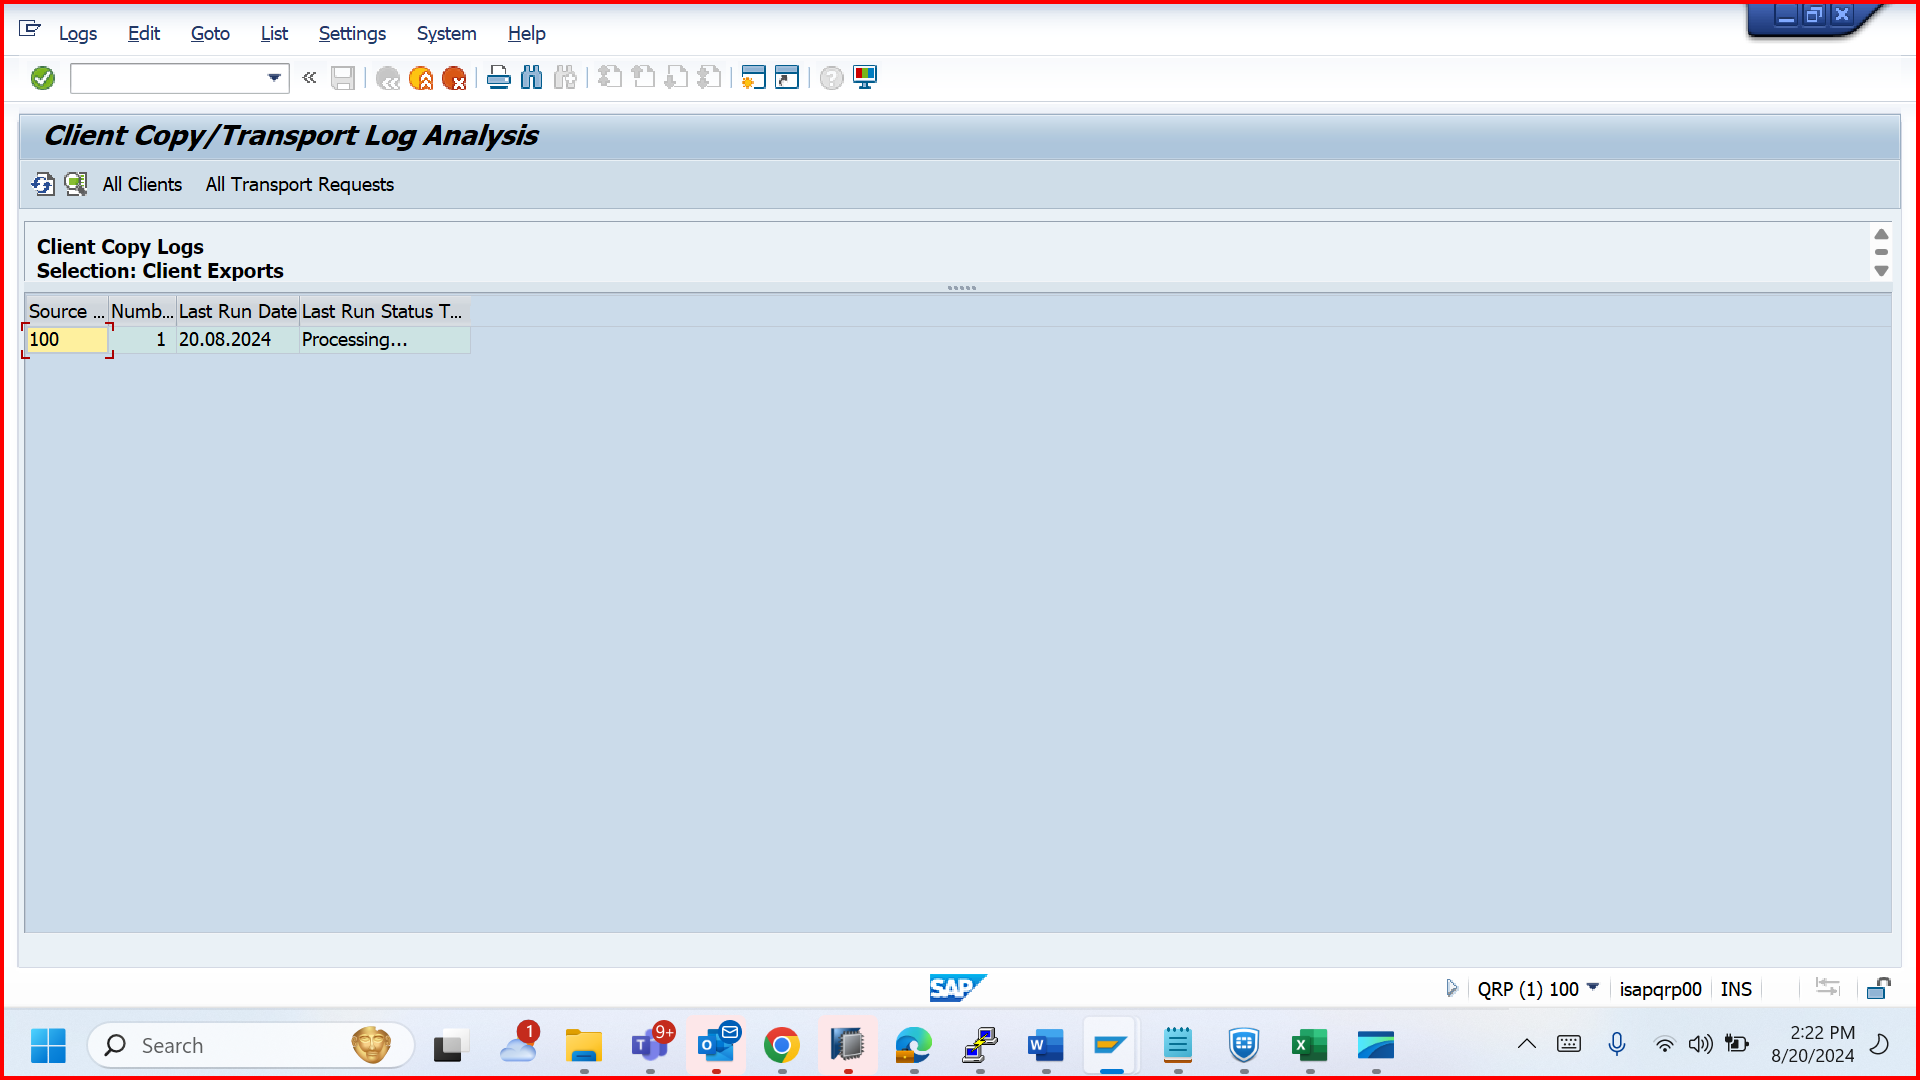 Logs Edit Goto List Settings System Help
Client Copy/Transport Log Analysis
All Clients All Transport Requests
Client Copy Logs
Selection: Client Exports
Source ... Numb... Last Run Date Last Run Status T...
100 1 20.08.2024 Processing...
SAP QRP (1) 100 isapqrp00 INS
Search 1 9+ 2:22 PM
8/20/2024